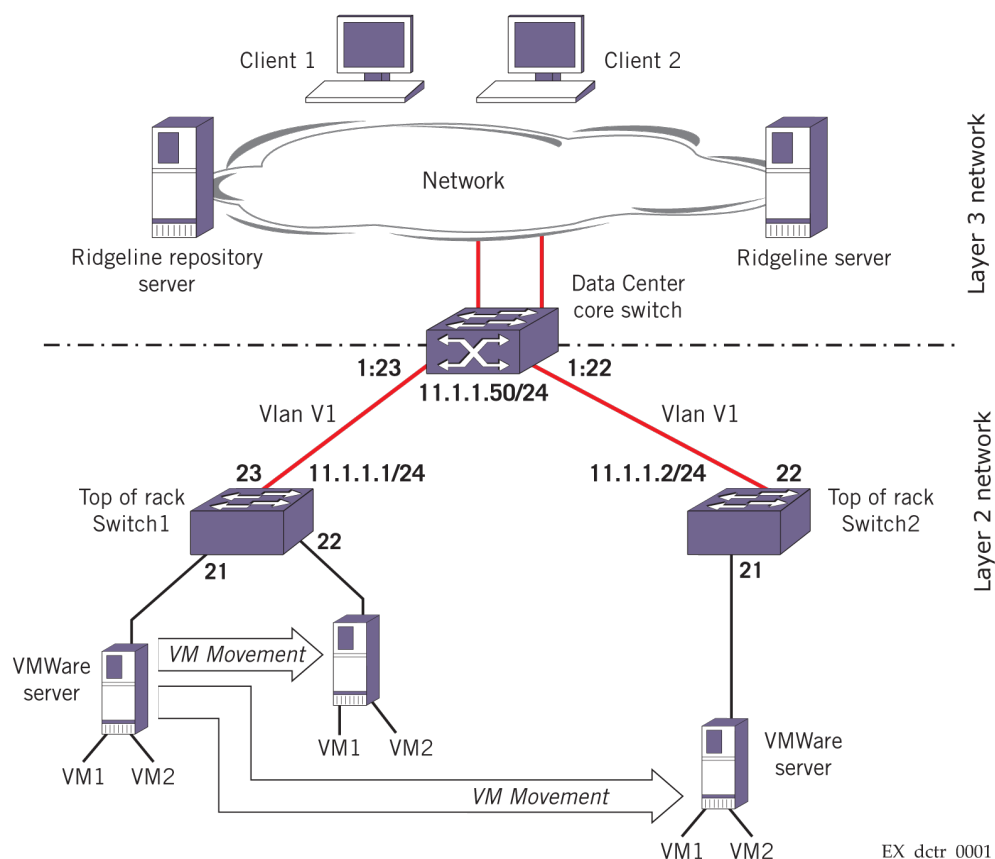 Client 1
Client 2
Network
Ridgeline repository
server
Ridgeline server
Layer 3 network
Data Center
core switch
1:23
1:22
11.1.1.50/24
Vlan V1
Vlan V1
23
11.1.1.1/24
11.1.1.2/24
22
Top of rack
Switch1
Top of rack
Switch2
Layer 2 network
22
21
21
VM Movement
VMWare
server
VM1
VM2
VM1
VM2
VMWare
server
VM Movement
VM1
VM2
EX_dctr_0001